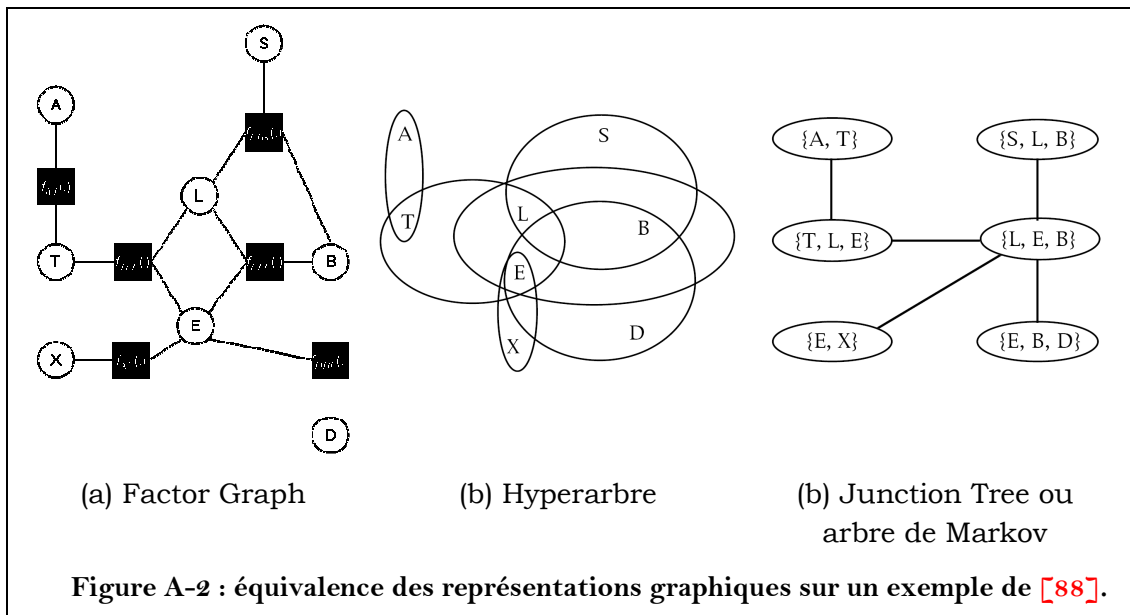 S
A
L
T
B
E
X
D
A
S
T
L
B
E
D
X
{A, T}
{S, L, B}
{T, L, E}
{L, E, B}
{E, X}
{E, B, D}
(a) Factor Graph
(b) Hyperarbre
(b) Junction Tree ou
arbre de Markov
Figure A-2 : équivalence des représentations graphiques sur un exemple de [88].